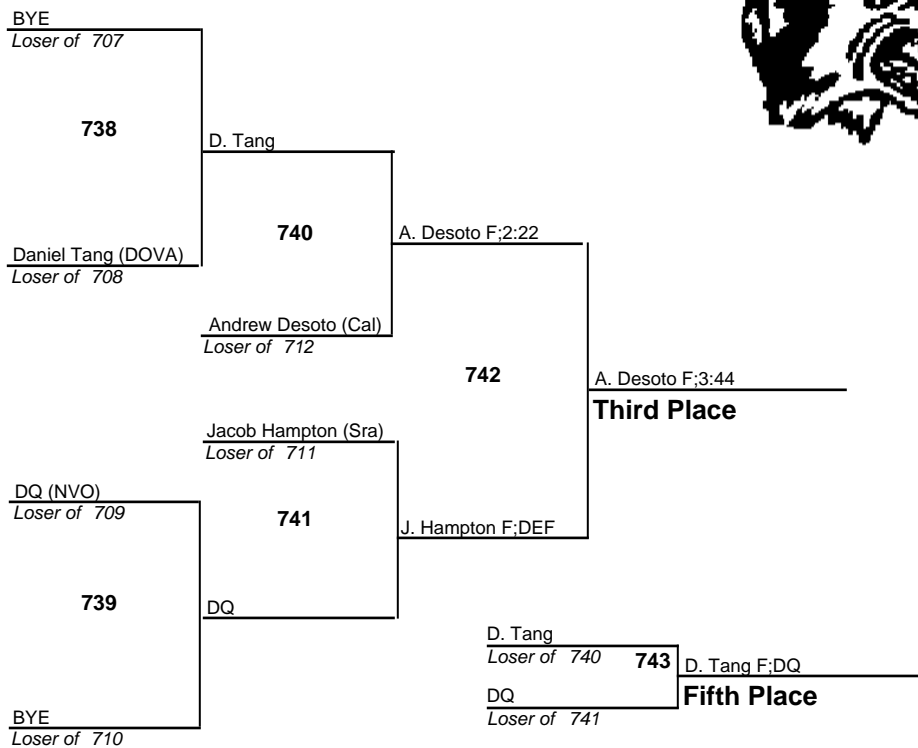 BYE
Loser of 707
738
D. Tang
740
A. Desoto F;2:22
Daniel Tang (DOVA)
Loser of 708
Andrew Desoto (Cal)
Loser of 712
742
A. Desoto F;3:44
Third Place
Jacob Hampton (Sra)
Loser of 711
DQ (NVO)
Loser of 709
741
J. Hampton F;DEF
739
DQ
BYE
Loser of 710
D. Tang
Loser of 740
743
D. Tang F;DQ
Fifth Place
DQ
Loser of 741